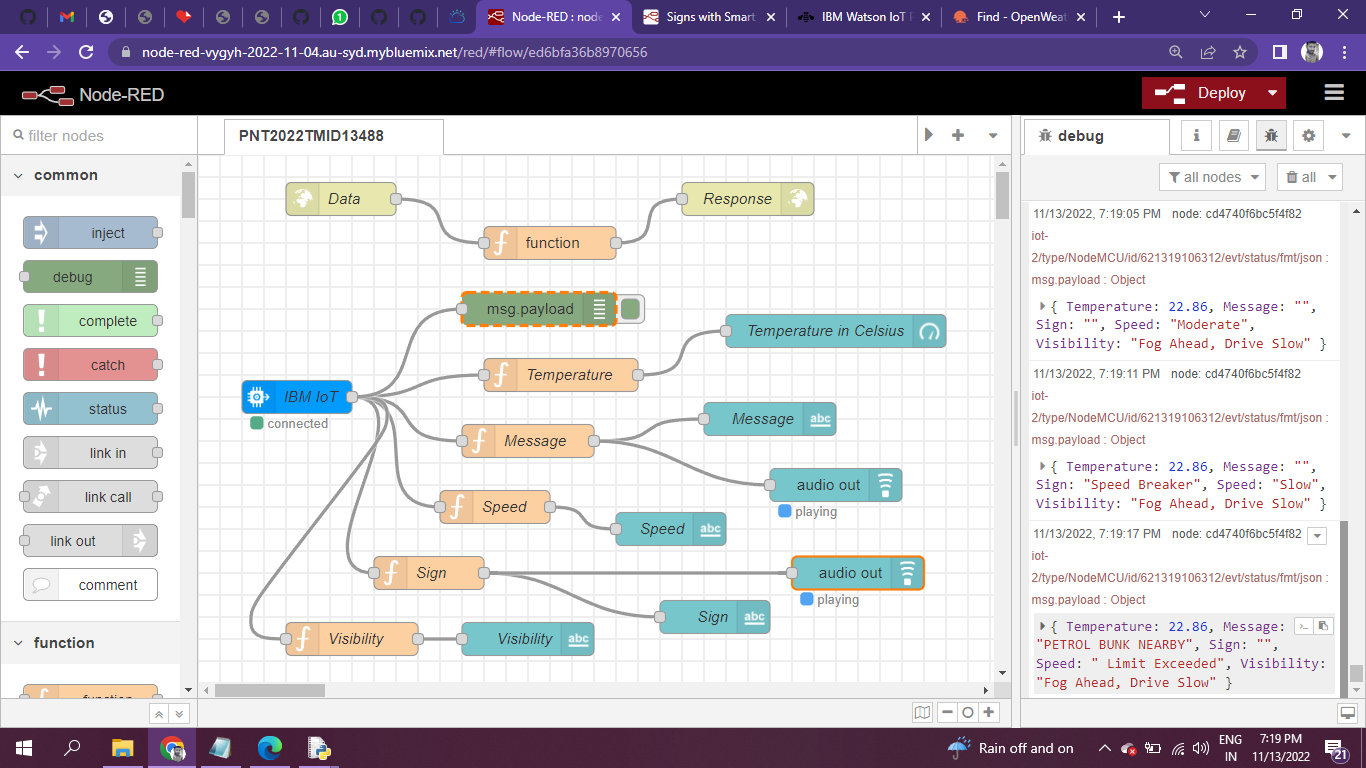 Node-RED : node
Signs with Smart
IBM Watson IoT P
Find - OpenWeat
node-red-vygyh-2022-11-04.au-syd.mybluemix.net/red/#flow/ed6bfa36b8970656
Node-RED
Deploy
filter nodes
PNT2022TMID13488
debug
i
common
all nodes
all
inject
debug
complete
catch
status
link in
link call
link out
comment
function
function
Data
Response
function
msg.payload
Temperature in Celsius
Temperature
IBM IoT
connected
Message
Message
abc
audio out
playing
Speed
Speed
abc
Sign
audio out
playing
Sign
abc
Visibility
Visibility
abc
11/13/2022, 7:19:05 PM node: cd4740f6bc5f4f82
iot-
2/type/NodeMCU/id/621319106312/evt/status/fmt/json :
msg.payload : Object
{ Temperature: 22.86, Message: "",
Sign: "", Speed: "Moderate",
Visibility: "Fog Ahead, Drive Slow" }
11/13/2022, 7:19:11 PM node: cd4740f6bc5f4f82
iot-
2/type/NodeMCU/id/621319106312/evt/status/fmt/json :
msg.payload : Object
{ Temperature: 22.86, Message: "",
Sign: "Speed Breaker", Speed: "Slow",
Visibility: "Fog Ahead, Drive Slow" }
11/13/2022, 7:19:17 PM node: cd4740f6bc5f4f82
iot-
2/type/NodeMCU/id/621319106312/evt/status/fmt/json :
msg.payload : Object
{ Temperature: 22.86, Message:
"PETROL BUNK NEARBY", Sign: "",
Speed: " Limit Exceeded", Visibility:
"Fog Ahead, Drive Slow" }
Rain off and on
ENG
IN
7:19 PM
11/13/2022
21